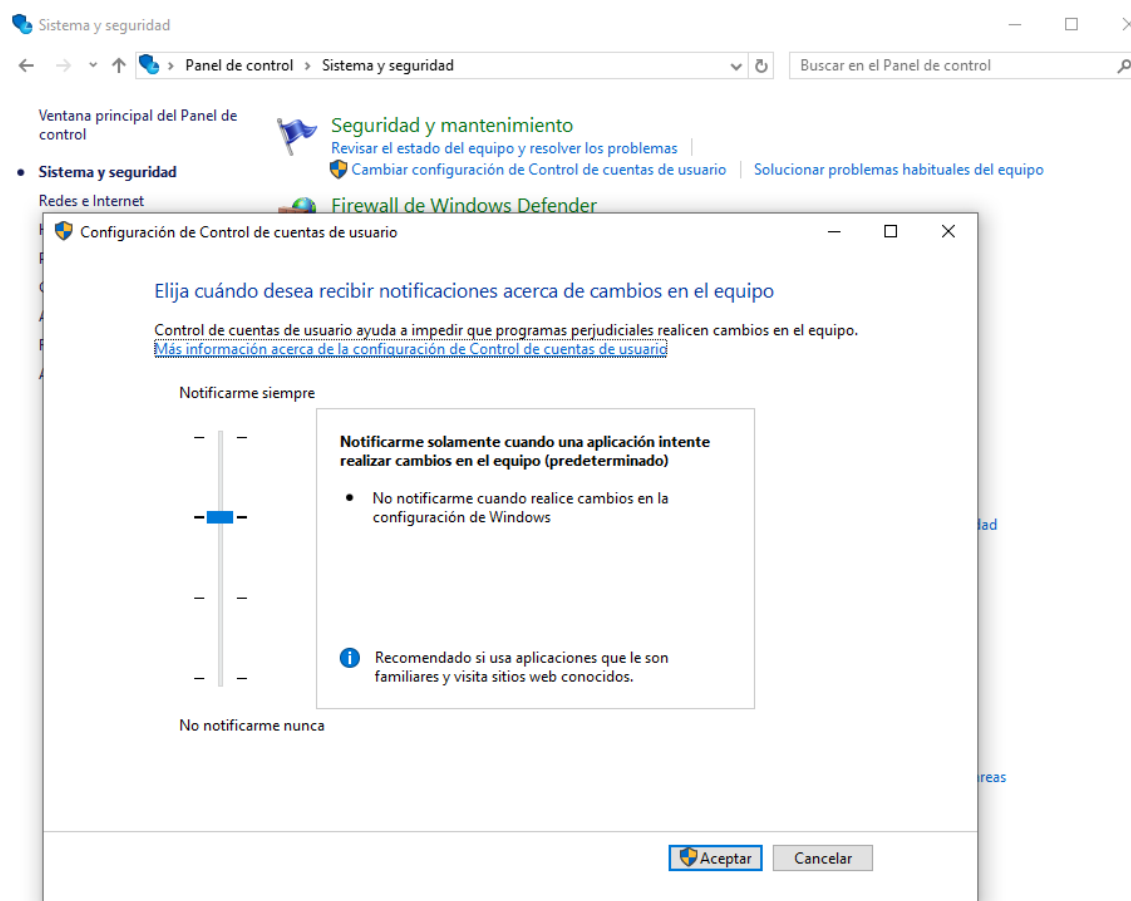 Sistema y seguridad
Panel de control › Sistema y seguridad
Buscar en el Panel de control
Ventana principal del Panel de
control
Sistema y seguridad
Redes e Internet
Seguridad y mantenimiento
Revisar el estado del equipo y resolver los problemas
Cambiar configuración de Control de cuentas de usuario
Solucionar problemas habituales del equipo
Firewall de Windows Defender
Configuración de Control de cuentas de usuario
Elija cuándo desea recibir notificaciones acerca de cambios en el equipo
Control de cuentas de usuario ayuda a impedir que programas perjudiciales realicen cambios en el equipo.
Más información acerca de la configuración de Control de cuentas de usuario
Notificarme siempre
Notificarme solamente cuando una aplicación intente
realizar cambios en el equipo (predeterminado)
No notificarme cuando realice cambios en la
configuración de Windows
Recomendado si usa aplicaciones que le son
familiares y visita sitios web conocidos.
No notificarme nunca
Aceptar
Cancelar